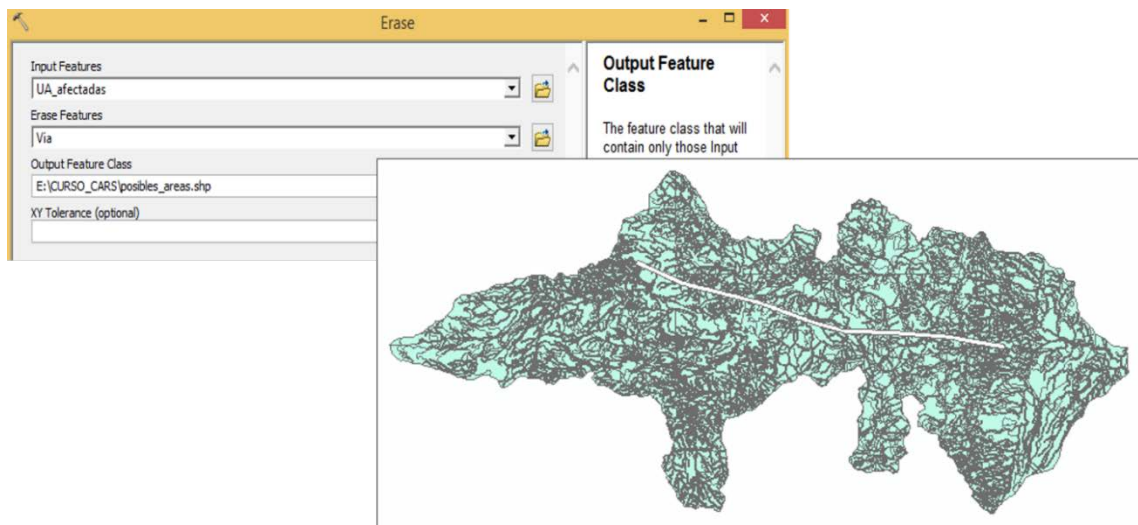 Erase
Input Features
UA_afectadas
Erase Features
Via
Output Feature Class
E:\CURSO_CARS\posibles_areas.shp
XY Tolerance (optional)
Output Feature
Class
The feature class that will
contain only those Input